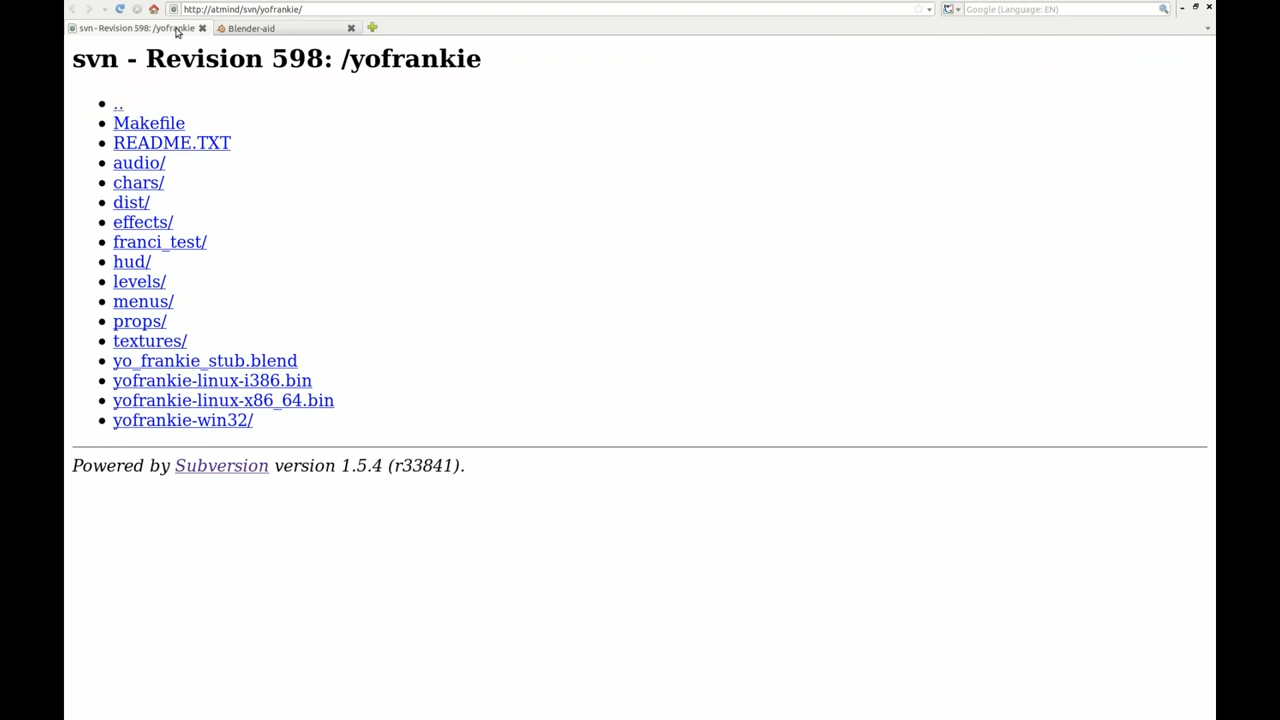 http://atmind/svn/yofrankie/
Google (Language: EN)
svn - Revision 598: /yofrankie
Blender-aid
svn - Revision 598: /yofrankie
..
Makefile
README.TXT
audio/
chars/
dist/
effects/
franci_test/
hud/
levels/
menus/
props/
textures/
yo_frankie_stub.blend
yofrankie-linux-i386.bin
yofrankie-linux-x86_64.bin
yofrankie-win32/
Powered by Subversion version 1.5.4 (r33841).